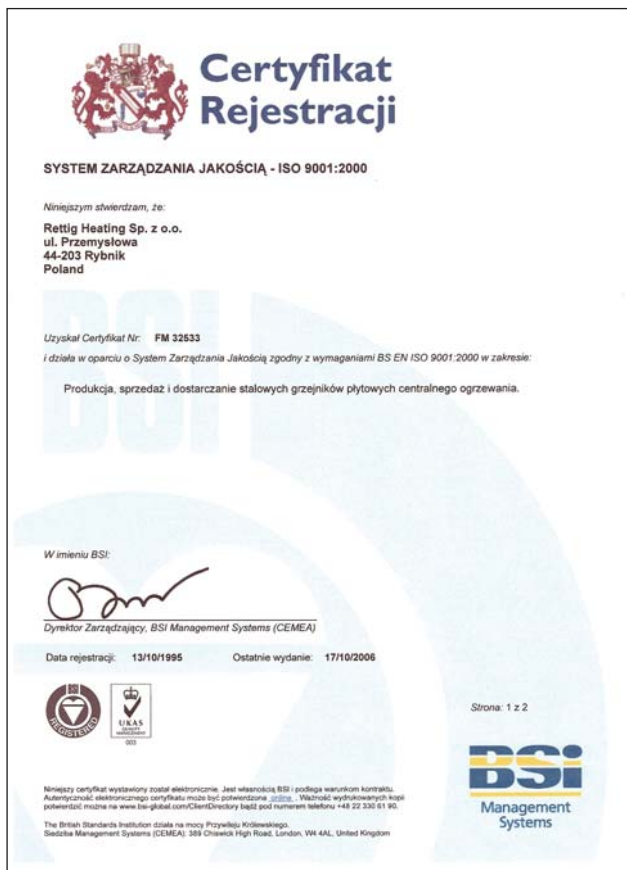 Certyfikat
Rejestracji
SYSTEM ZARZĄDZANIA JAKOŚCIĄ - ISO 9001:2000
Niniejszym stwierdzam, że:
Rettig Heating Sp. z o.o.
ul. Przemysłowa
44-203 Rybnik
Poland
BSI
Uzyskał Certyfikat Nr: FM 32533
i działa w oparciu o System Zarządzania Jakością zgodny z wymaganiami BS EN ISO 9001:2000 w zakresie:
Produkcja, sprzedaż i dostarczanie stalowych grzejników płytowych centralnego ogrzewania.
W imieniu BSI:
Dyrektor Zarządzający, BSI Management Systems (CEMEA)
Data rejestracji: 13/10/1995 Ostatnie wydanie: 17/10/2006
BSI
REGISTERED
UKAS
QUALITY
MANAGEMENT
003
Strona: 1 z 2
BSi
Management
Systems
Niniejszy certyfikat wystawiony został elektronicznie. Jest własnością BSI i podlega warunkom kontraktu.
Autentyczność elektronicznego certyfikatu może być potwierdzona online . Ważność wydrukowanych kopii
potwierdzić można na www.bsi-global.com/ClientDirectory bądź pod numerem telefonu +48 22 330 61 90.
The British Standards Institution działa na mocy Przywileju Królewskiego.
Siedziba Management Systems (CEMEA): 389 Chiswick High Road, London, W4 4AL, United Kingdom